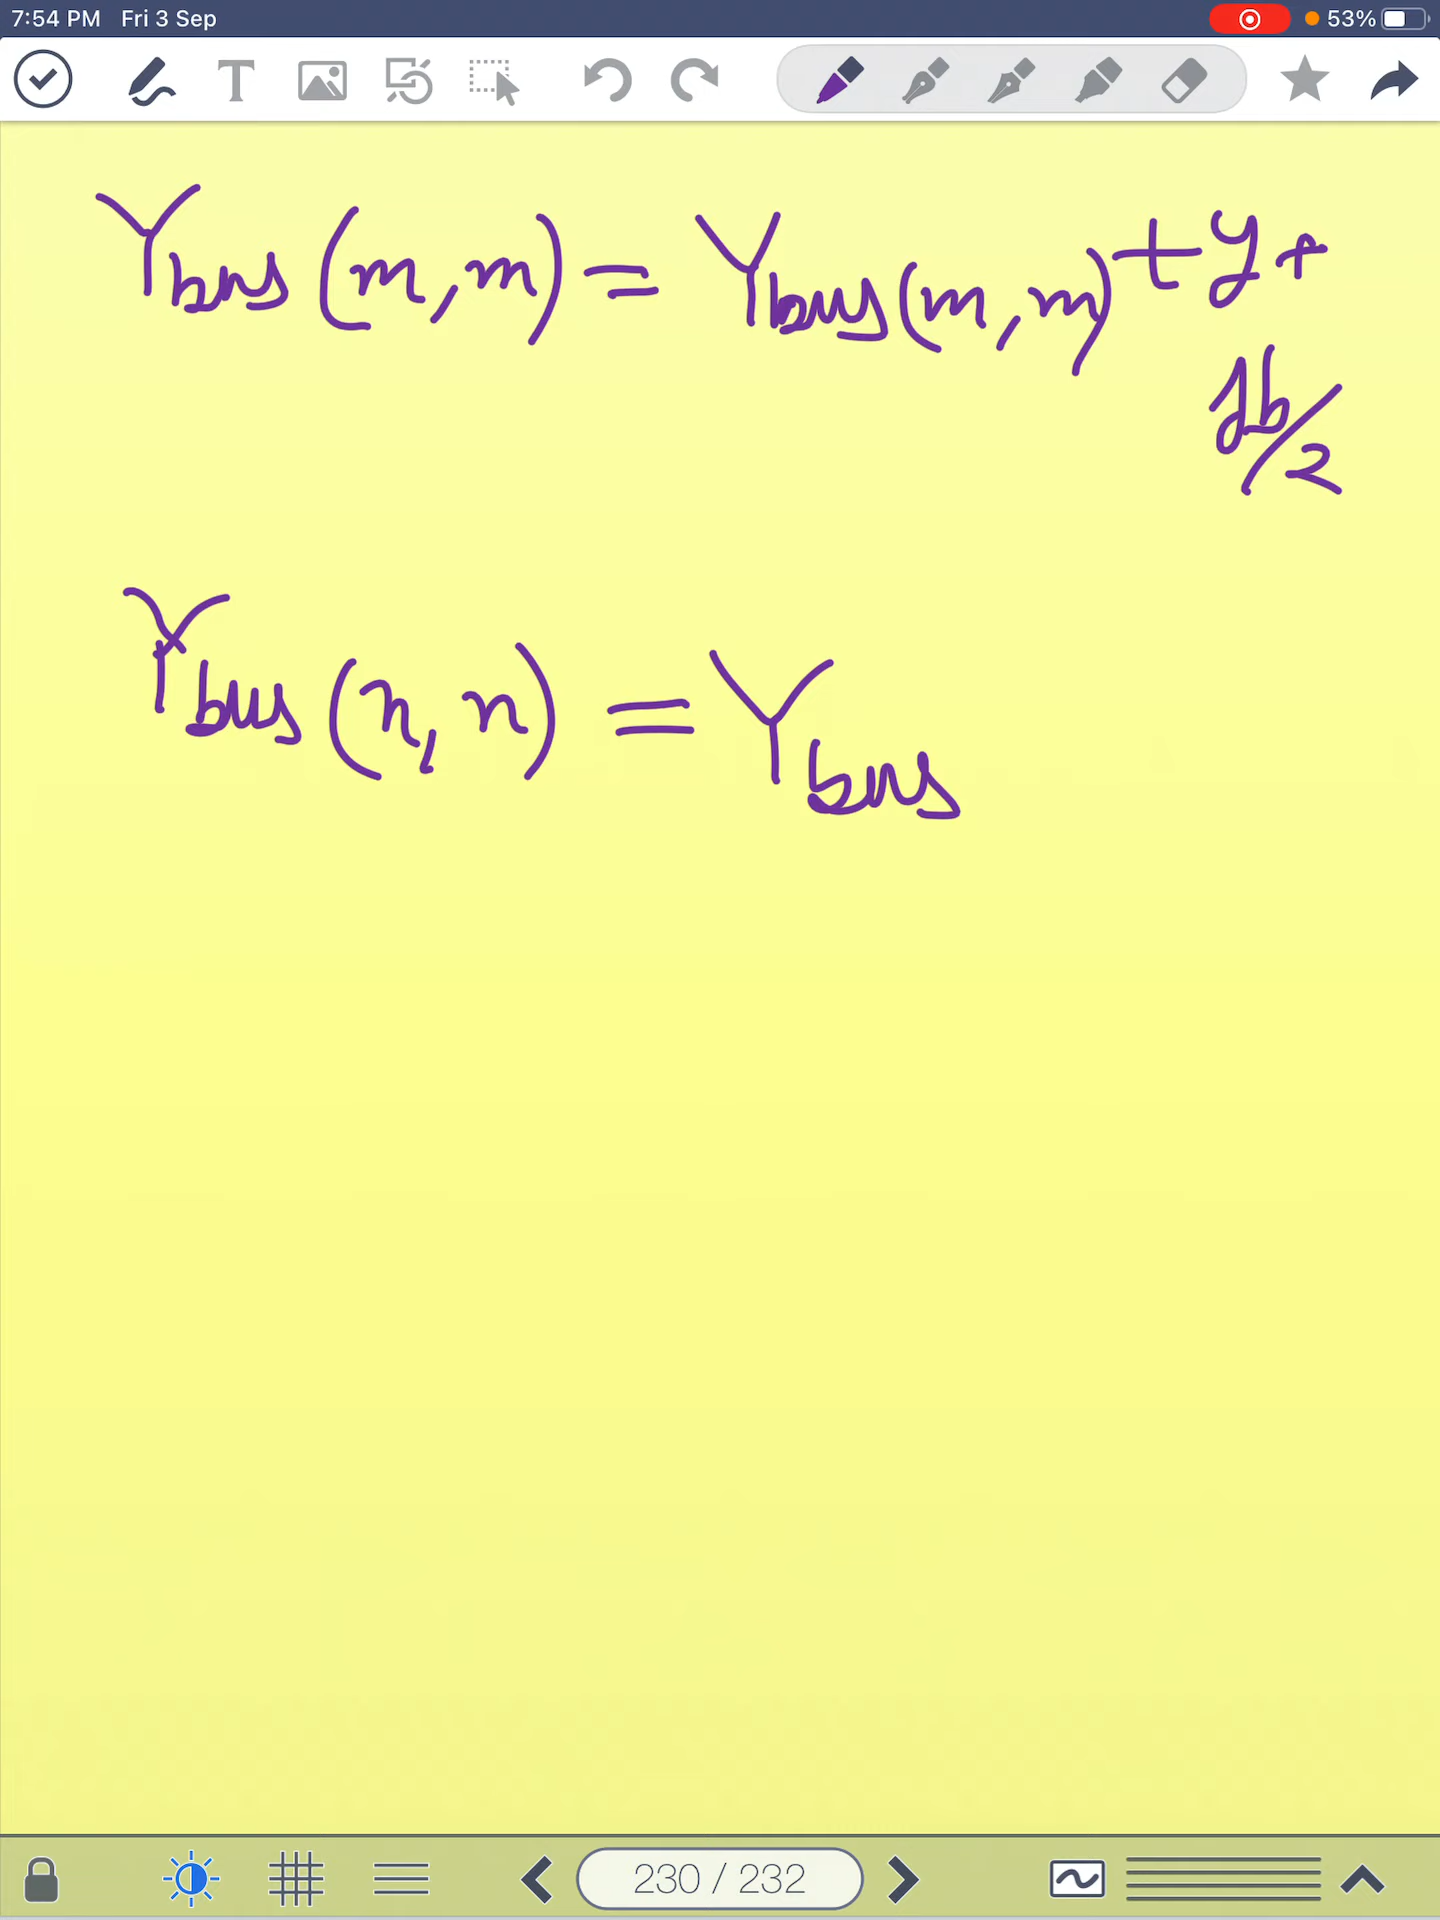 7:54 PM Fri 3 Sep 53%
T
Ybus (m,m) = Ybus(m,m) + y +
jb/2
Ybus (n,n) = Ybus
230 / 232